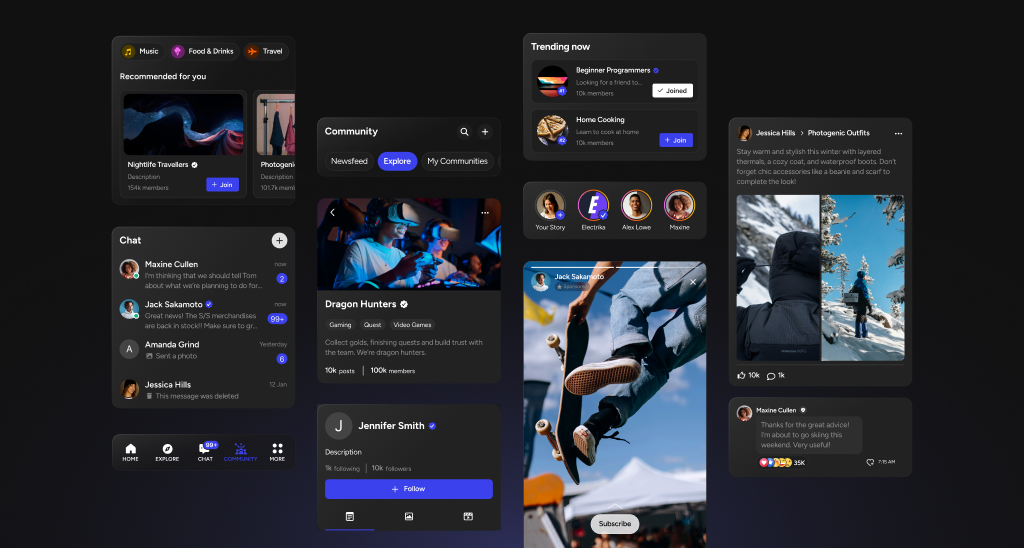 Music
Food & Drinks
Travel
Recommended for you
Nightlife Travellers
Description
154k members
+ Join
Photogenic
Description
101.7k mem
Chat
Maxine Cullen
now
I'm thinking that we should tell Tom
about what we're planning to do for...
2
Jack Sakamoto
now
Great news! The S/S merchandises
are back in stock!! Make sure to gr...
99+
A
Amanda Grind
Yesterday
Sent a photo
6
Jessica Hills
12 Jan
This message was deleted
99+
HOME
EXPLORE
CHAT
COMMUNITY
MORE
Community
Newsfeed
Explore
My Communities
Dragon Hunters
Gaming
Quest
Video Games
Collect golds, finishing quests and build trust with
the team. We're dragon hunters.
10k posts
100k members
J
Jennifer Smith
Description
1k following
10k followers
+ Follow
Trending now
#1
Beginner Programmers
Looking for a friend to...
10k members
Joined
#2
Home Cooking
Learn to cook at home
10k members
+ Join
E
Your Story
Electrika
Alex Lowe
Maxine
Jack Sakamoto
Sponsored
Subscribe
Jessica Hills > Photogenic Outfits
Stay warm and stylish this winter with layered
thermals, a cozy coat, and waterproof boots. Don't
forget chic accessories like a beanie and scarf to
complete the look!
10k
1k
Maxine Cullen
Thanks for the great advice!
I'm about to go skiing this
weekend. Very useful!
35K
7:15 AM